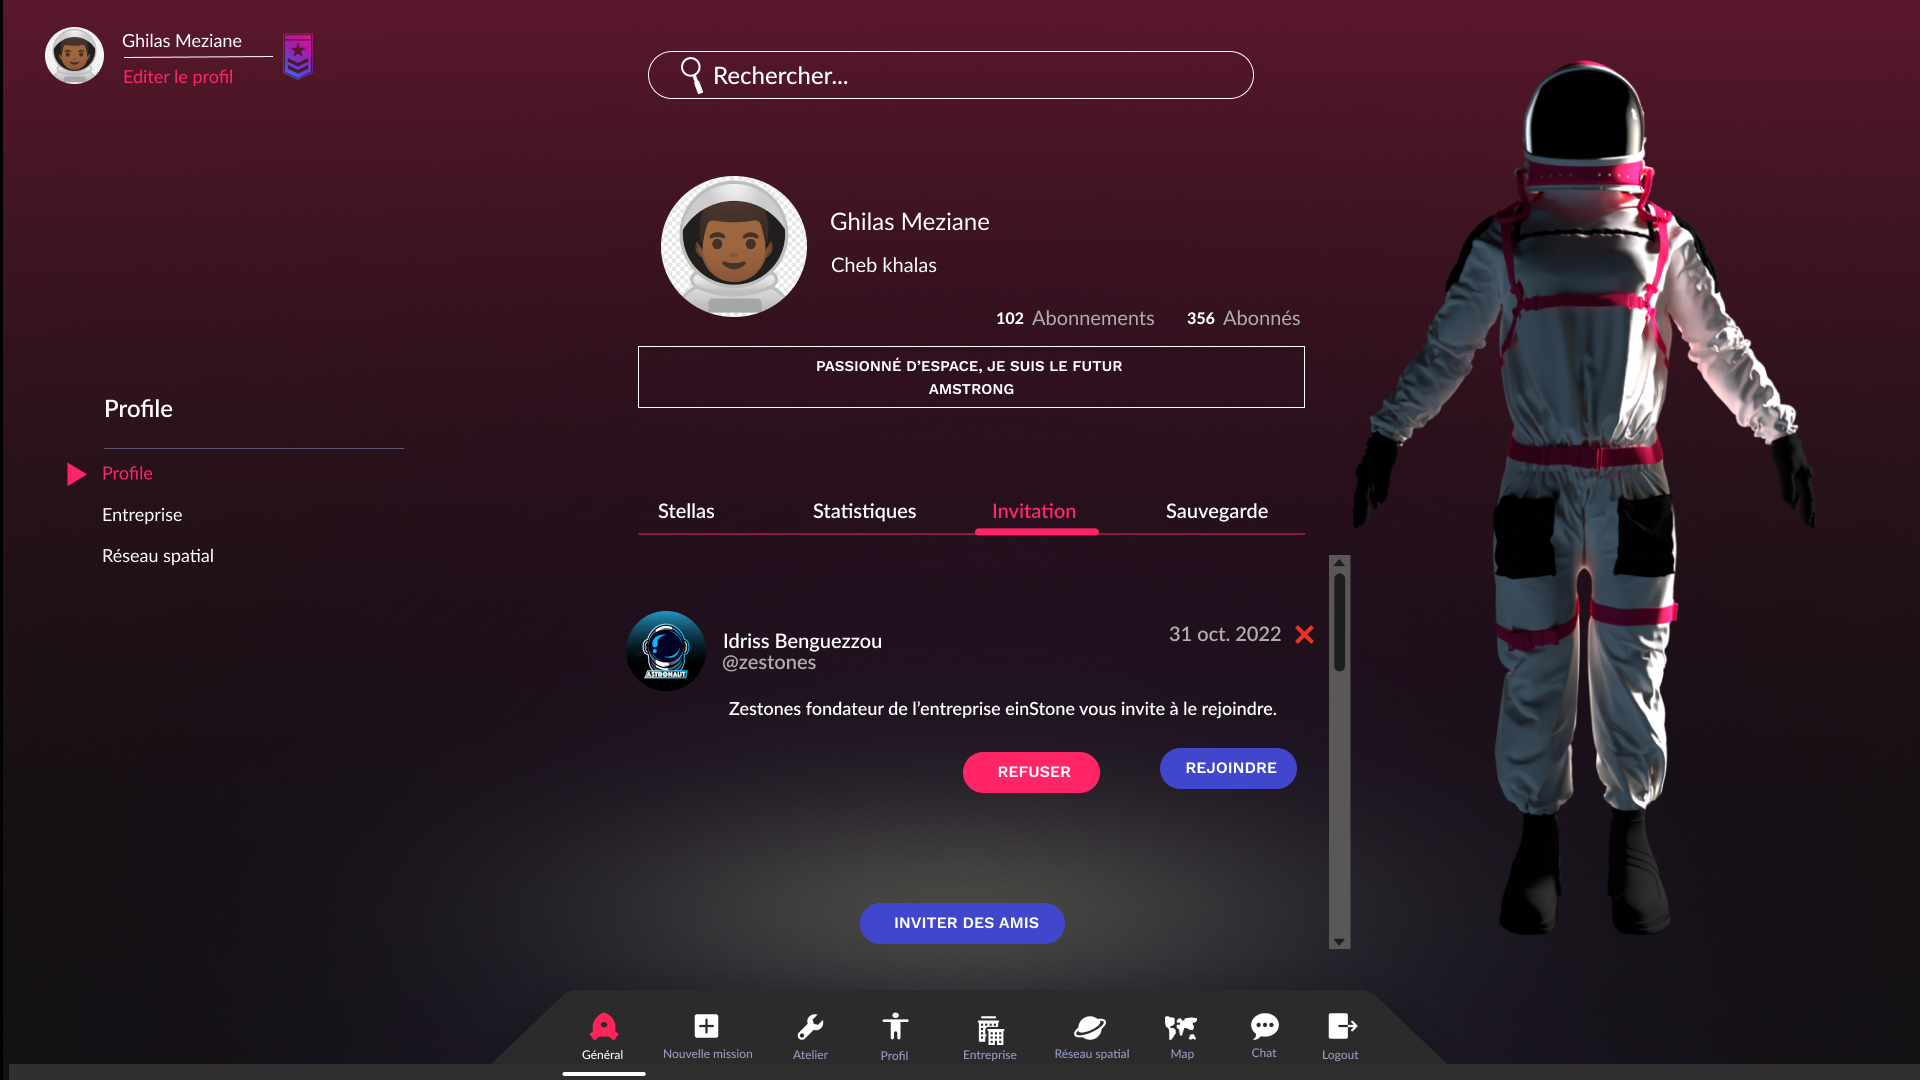 Ghilas Meziane
Editer le profil
Rechercher...
Ghilas Meziane
Cheb khalas
102 Abonnements 356 Abonnés
PASSIONNÉ D’ESPACE, JE SUIS LE FUTUR
AMSTRONG
Profile
Profile
Entreprise
Réseau spatial
Stellas Statistiques Invitation Sauvegarde
ASTRONAUT
Idriss Benguezzou
@zestones
31 oct. 2022
Zestones fondateur de l’entreprise einStone vous invite à le rejoindre.
REFUSER REJOINDRE
INVITER DES AMIS
Général Nouvelle mission Atelier Profil Entreprise Réseau spatial Map Chat Logout